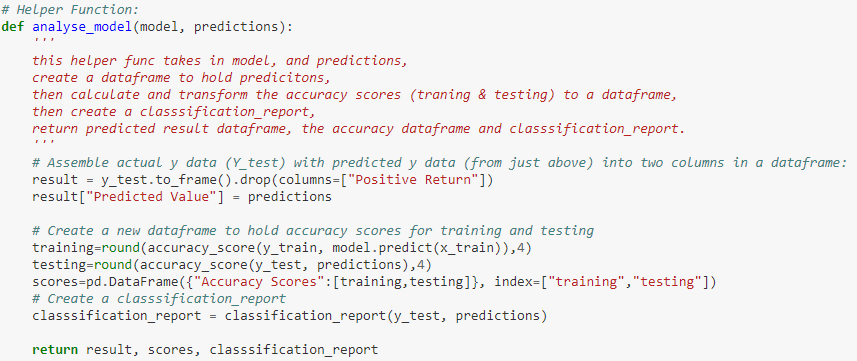 # Helper Function:
def analyse_model(model, predictions):
    '''
    this helper func takes in model, and predictions,
    create a dataframe to hold predicitons,
    then calculate and transform the accuracy scores (traning & testing) to a dataframe,
    then create a classsification_report,
    return predicted result dataframe, the accuracy dataframe and classsification_report.
    '''
    # Assemble actual y data (Y_test) with predicted y data (from just above) into two columns in a dataframe:
    result = y_test.to_frame().drop(columns=["Positive Return"])
    result["Predicted Value"] = predictions

    # Create a new dataframe to hold accuracy scores for training and testing
    training=round(accuracy_score(y_train, model.predict(x_train)),4)
    testing=round(accuracy_score(y_test, predictions),4)
    scores=pd.DataFrame({"Accuracy Scores":[training,testing]}, index=["training","testing"])
    # Create a classsification_report
    classsification_report = classification_report(y_test, predictions)

    return result, scores, classsification_report